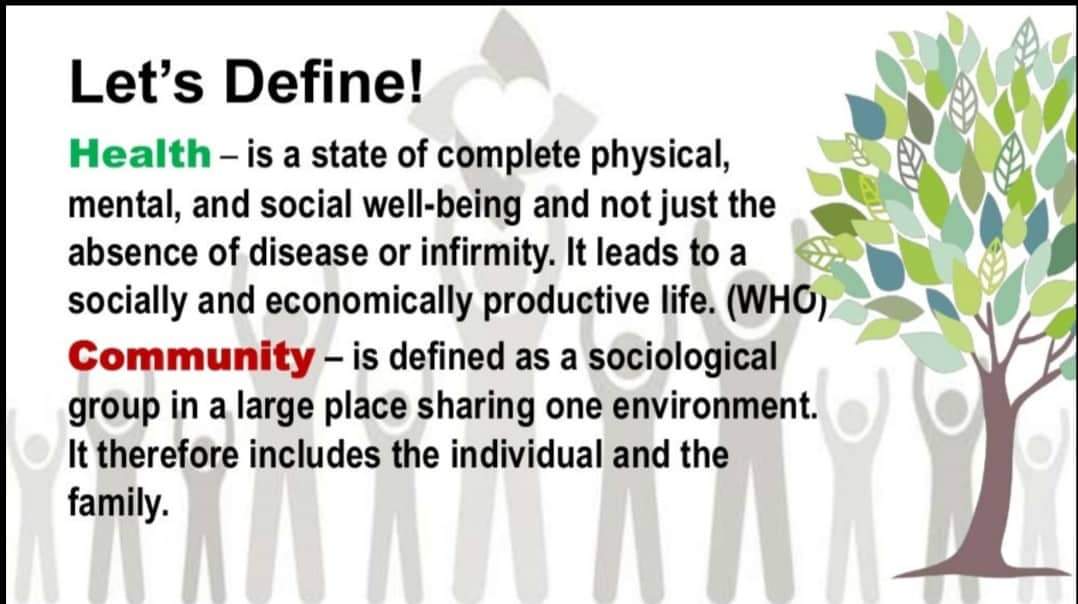 Let's Define!
Health – is a state of complete physical,
mental, and social well-being and not just the
absence of disease or infirmity. It leads to a
socially and economically productive life. (WHO)
Community – is defined as a sociological
group in a large place sharing one environment.
It therefore includes the individual and the
family.